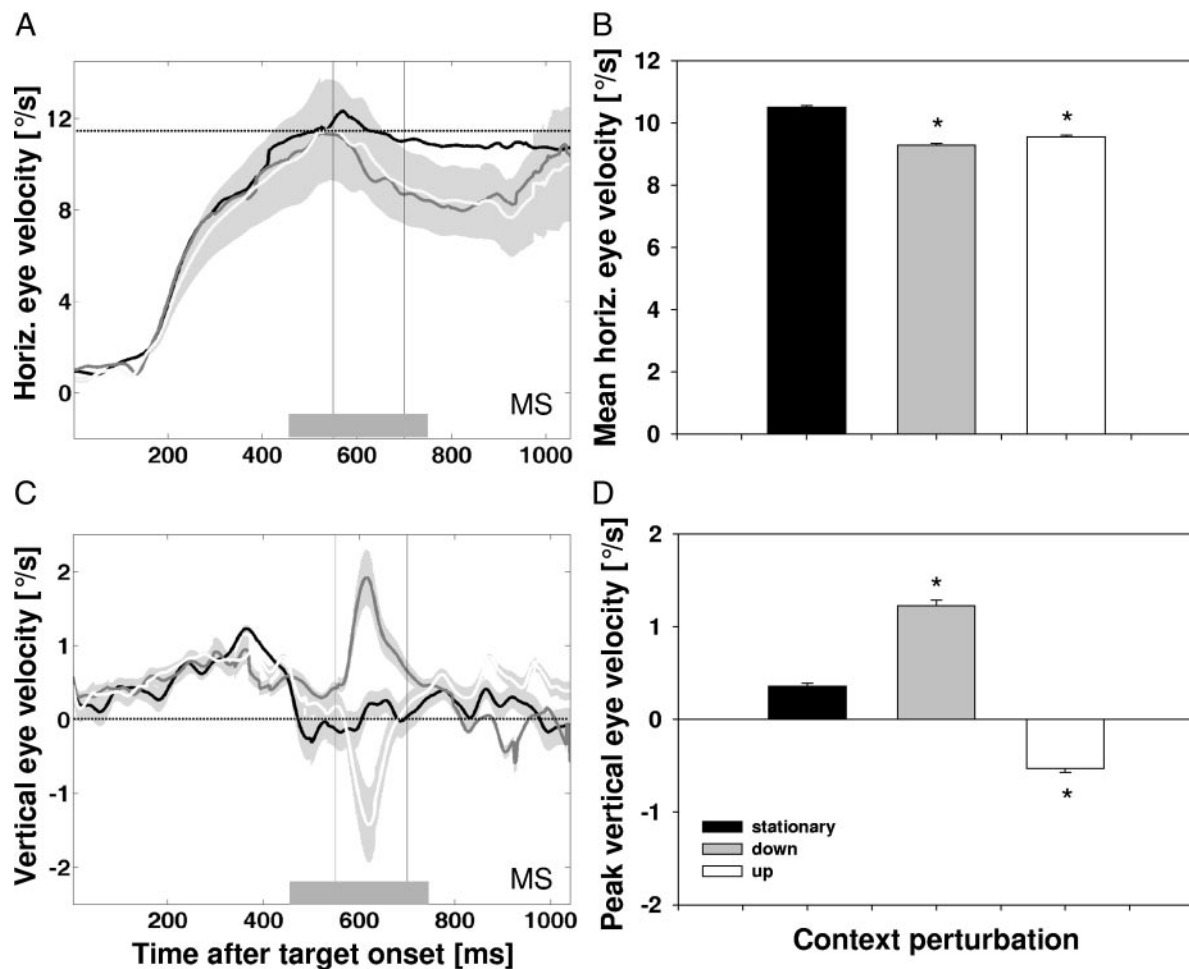 A
Horiz. eye velocity [°/s]
12
8
4
0
MS
200 400 600 800 1000
B
Mean horiz. eye velocity [°/s]
12
10
8
6
4
2
0
* *
C
Vertical eye velocity [°/s]
2
1
0
-1
-2
MS
200 400 600 800 1000
Time after target onset [ms]
D
Peak vertical eye velocity [°/s]
2
1
0
-1
-2
*
*
stationary
down
up
Context perturbation